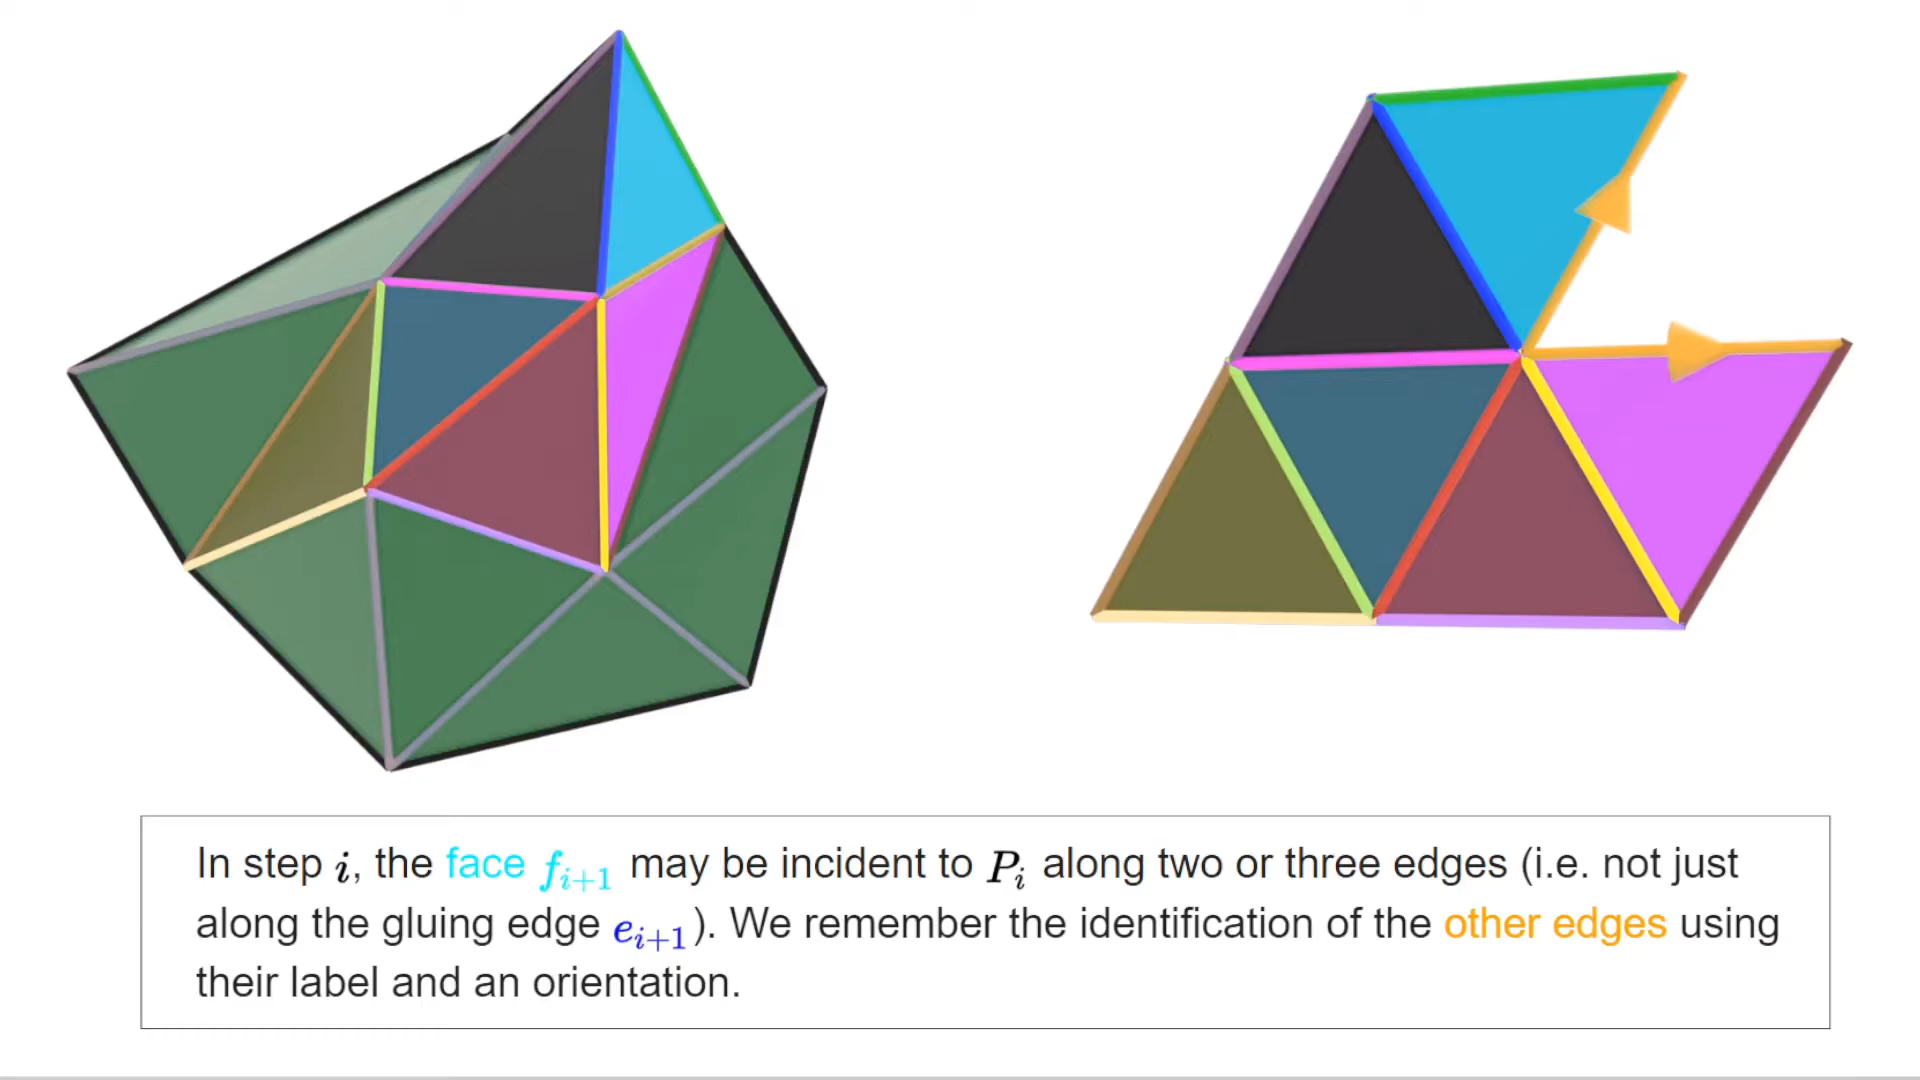 In step i, the face f_{i+1} may be incident to P_i along two or three edges (i.e. not just
along the gluing edge e_{i+1}). We remember the identification of the other edges using
their label and an orientation.